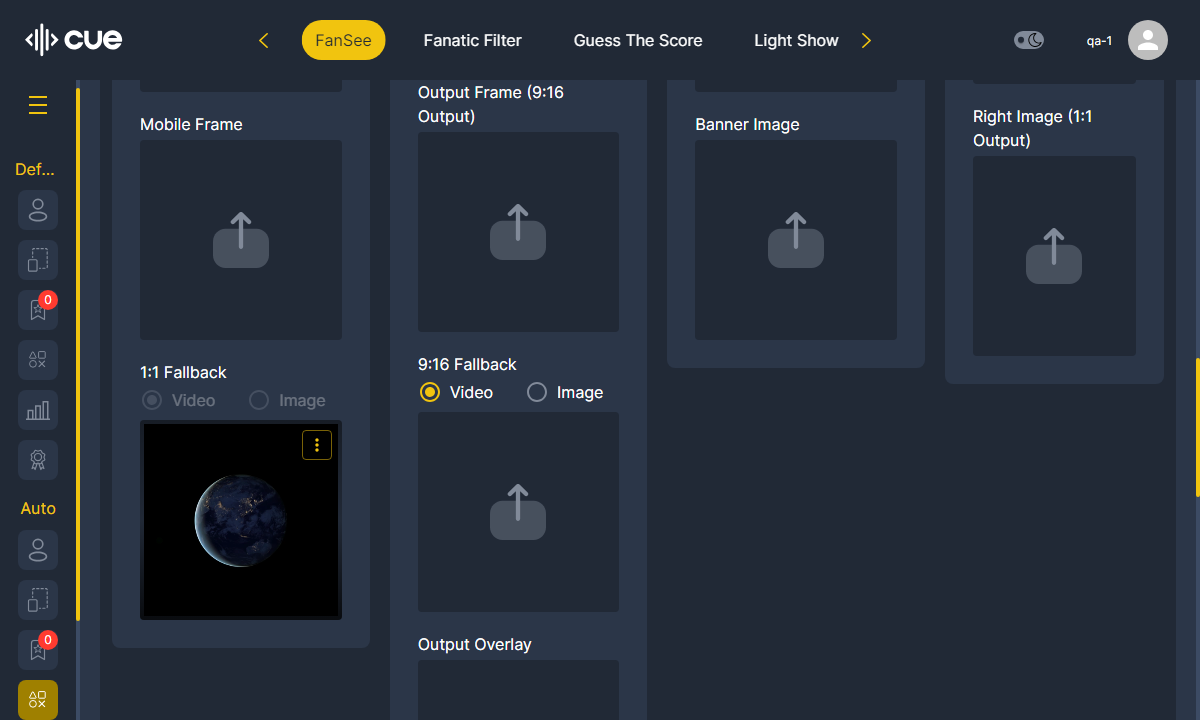 cue
FanSee
Fanatic Filter
Guess The Score
Light Show
qa-1
Def...
0
Auto
0
Mobile Frame
1:1 Fallback
Video
Image
Output Frame (9:16
Output)
9:16 Fallback
Video
Image
Output Overlay
Banner Image
Right Image (1:1
Output)